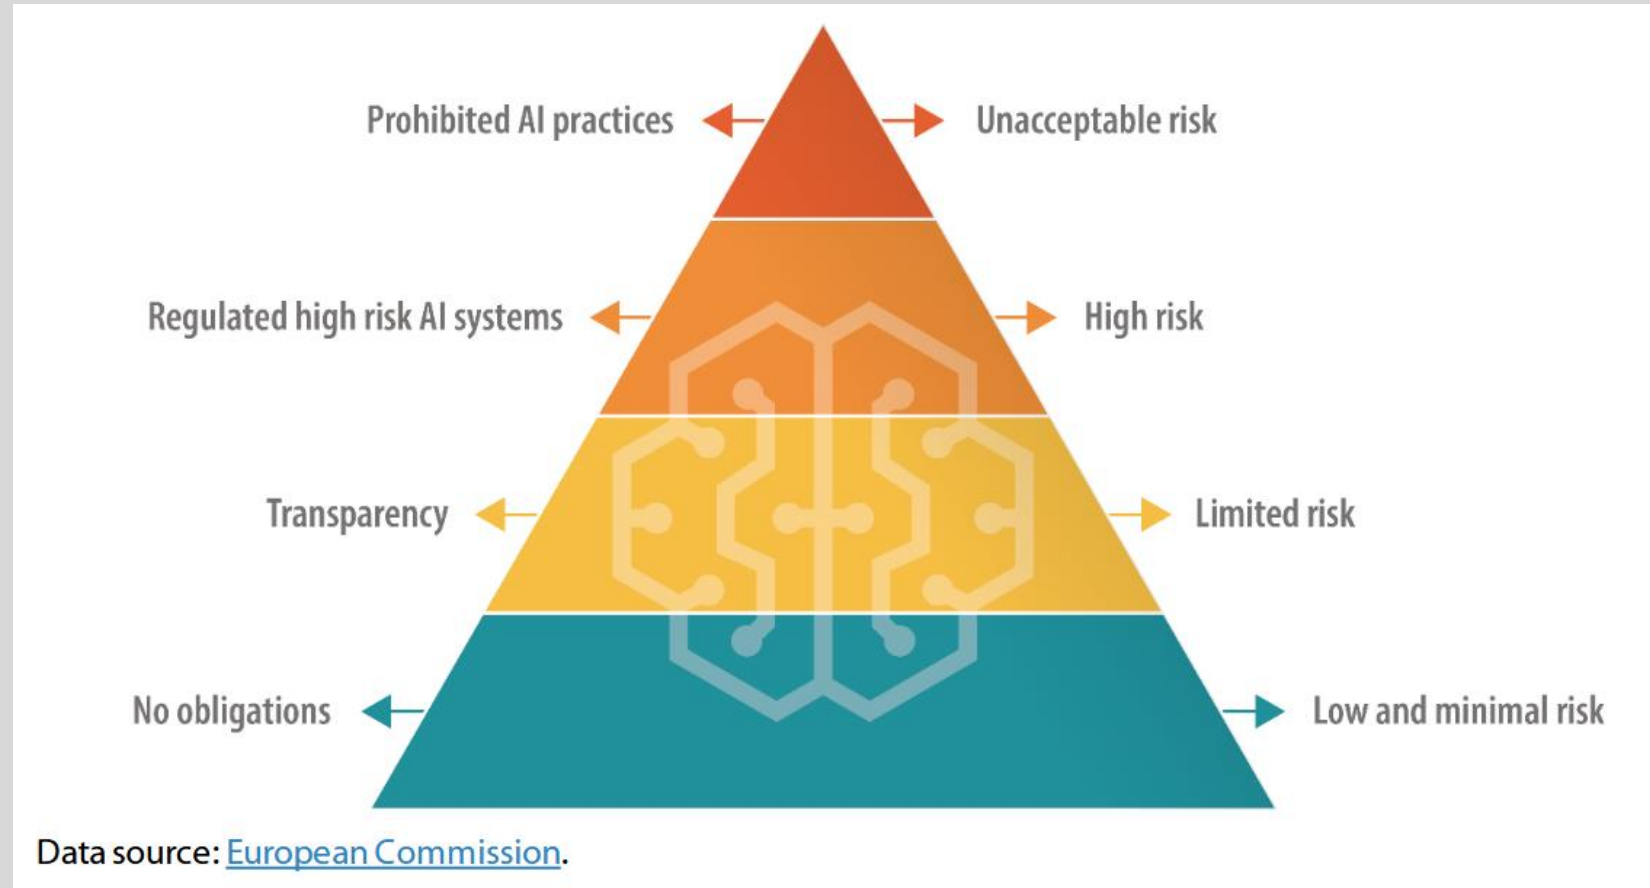 Prohibited AI practices
Unacceptable risk
Regulated high risk AI systems
High risk
Transparency
Limited risk
No obligations
Low and minimal risk
Data source: European Commission.